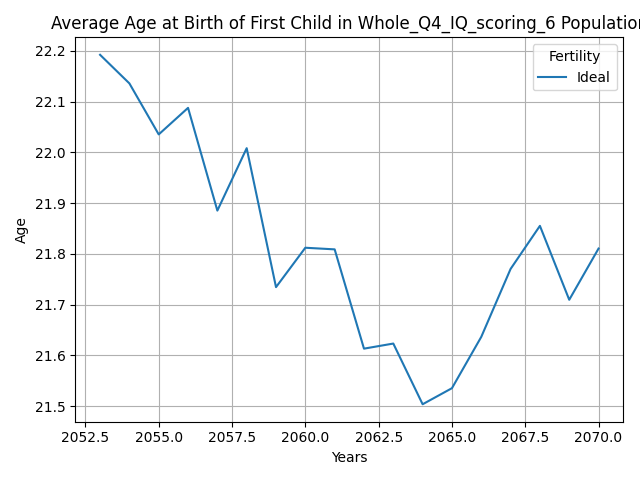 Average Age at Birth of First Child in Whole_Q4_IQ_scoring_6 Population
Fertility
Ideal
22.2
22.1
22.0
21.9
21.8
21.7
21.6
21.5
Age
2052.5 2055.0 2057.5 2060.0 2062.5 2065.0 2067.5 2070.0
Years